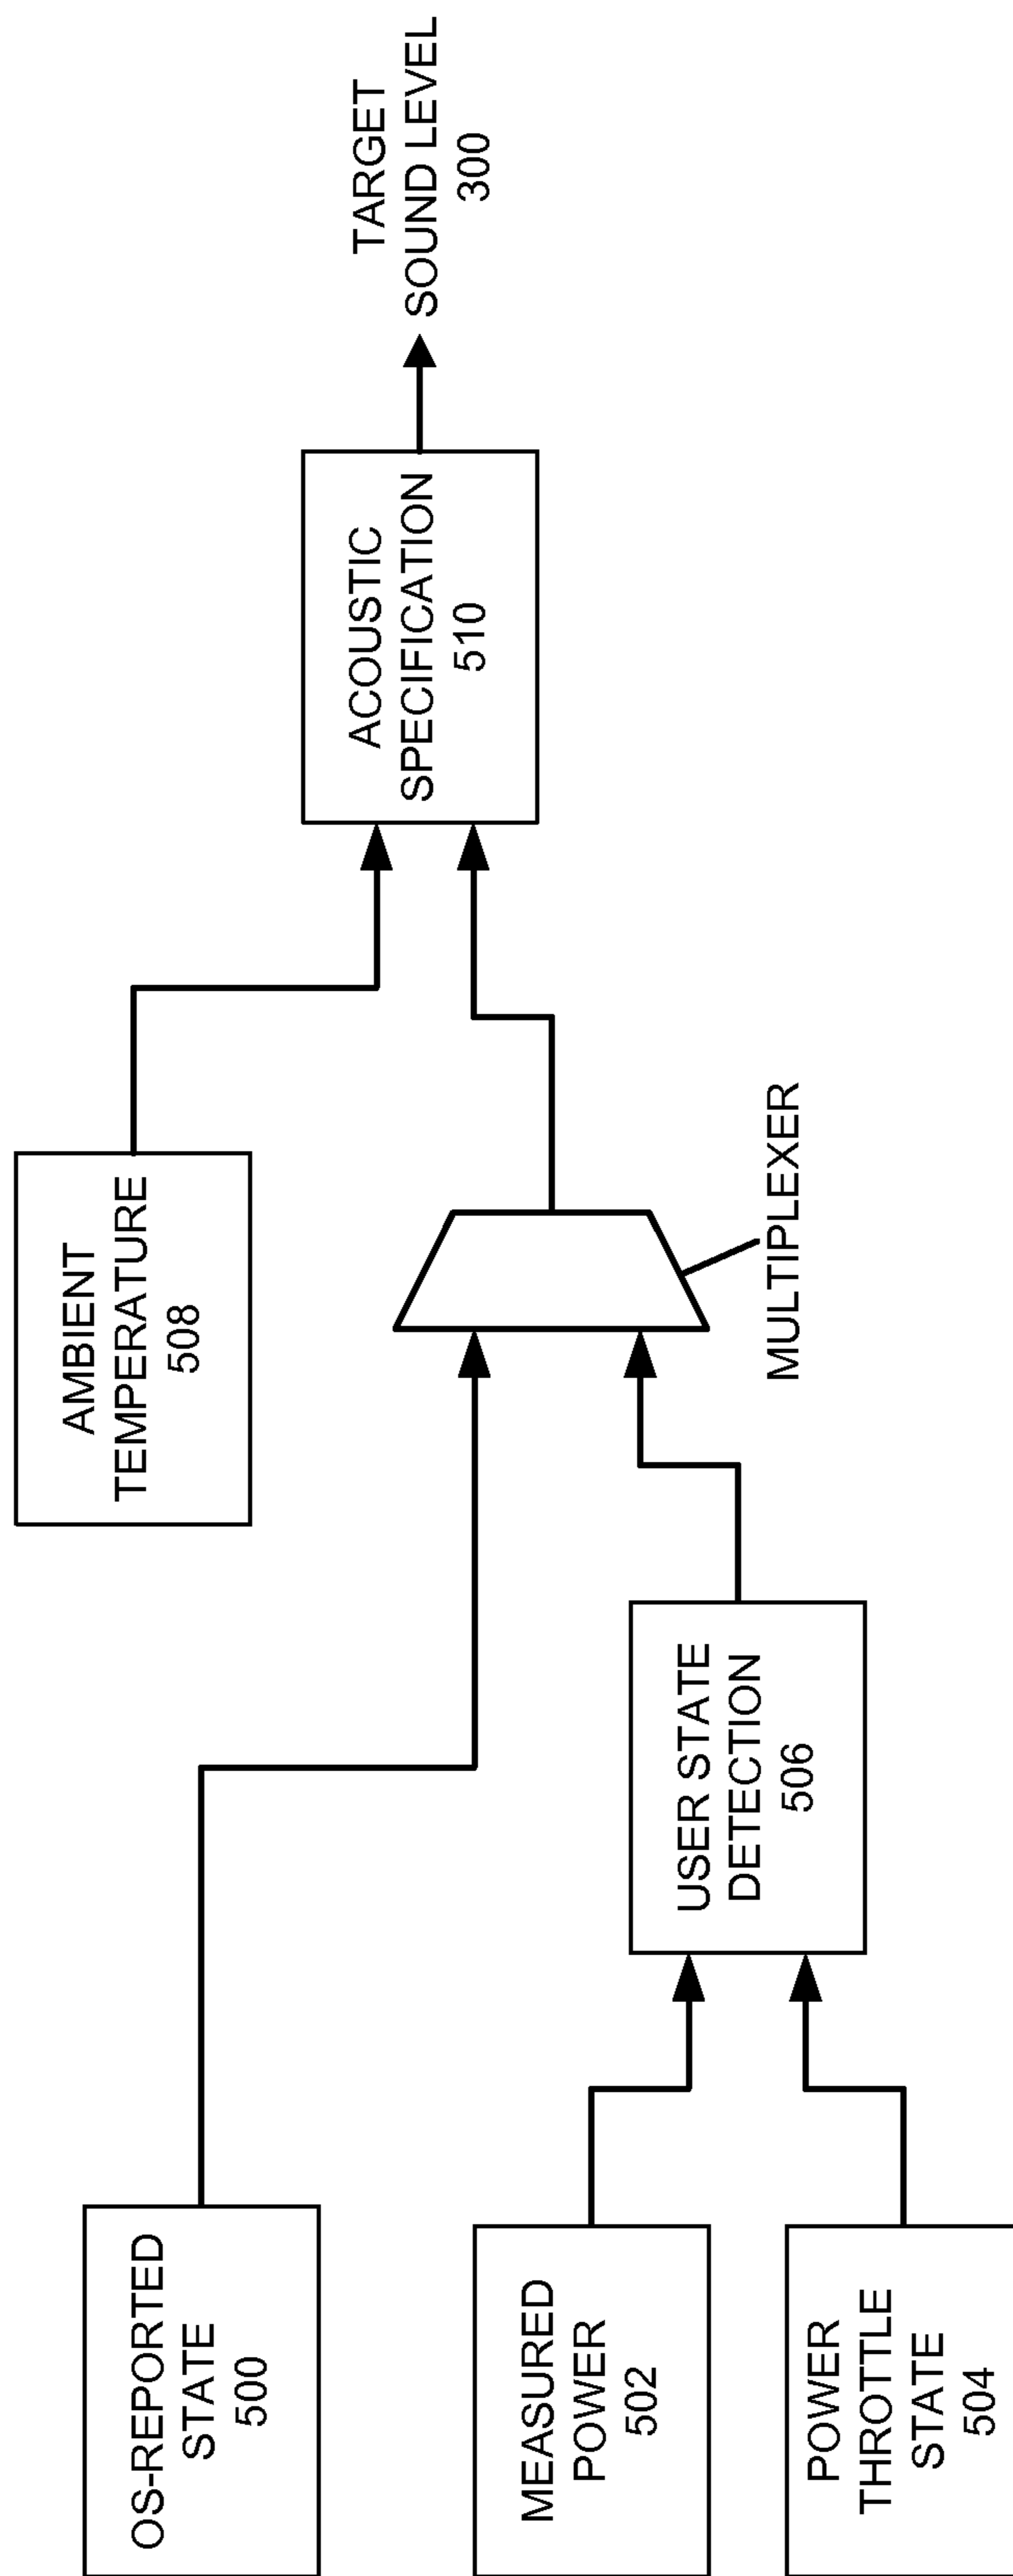 OS-REPORTED
STATE
500
MEASURED
POWER
502
POWER
THROTTLE
STATE
504
USER STATE
DETECTION
506
AMBIENT
TEMPERATURE
508
MULTIPLEXER
ACOUSTIC
SPECIFICATION
510
TARGET
SOUND LEVEL
300